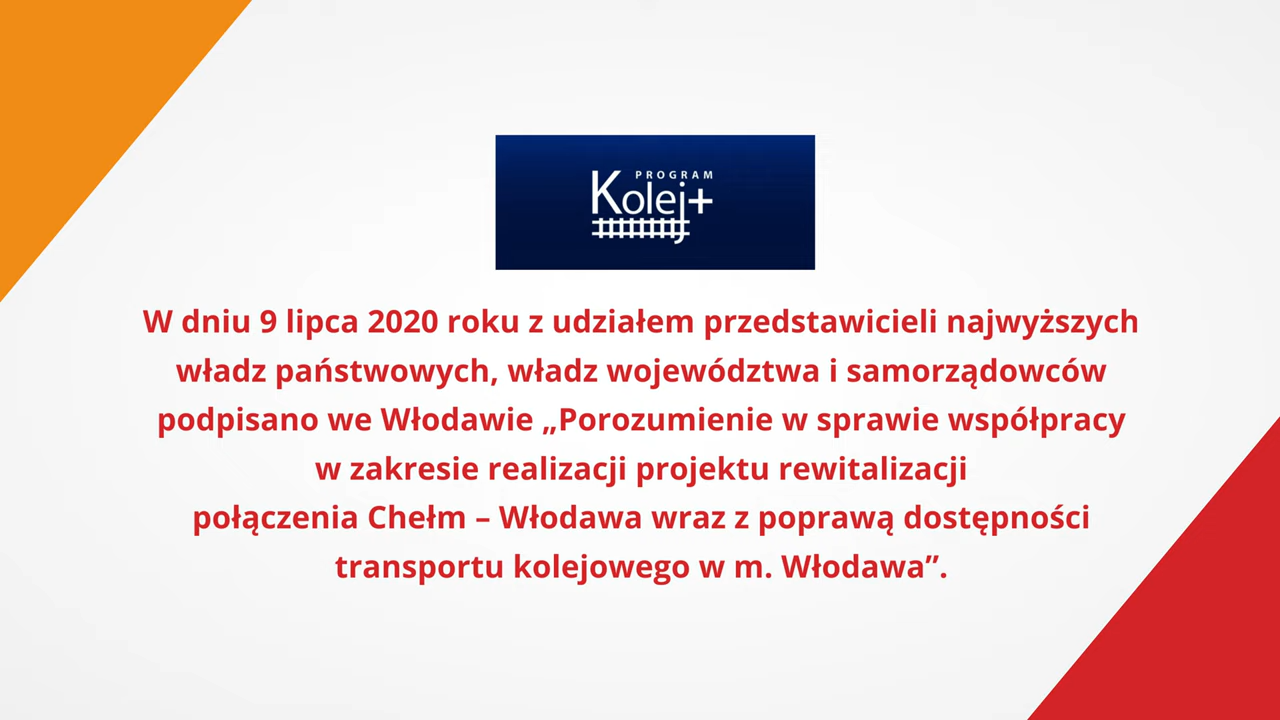 PROGRAM
Kolej+
W dniu 9 lipca 2020 roku z udziałem przedstawicieli najwyższych
władz państwowych, władz województwa i samorządowców
podpisano we Włodawie „Porozumienie w sprawie współpracy
w zakresie realizacji projektu rewitalizacji
połączenia Chełm – Włodawa wraz z poprawą dostępności
transportu kolejowego w m. Włodawa”.